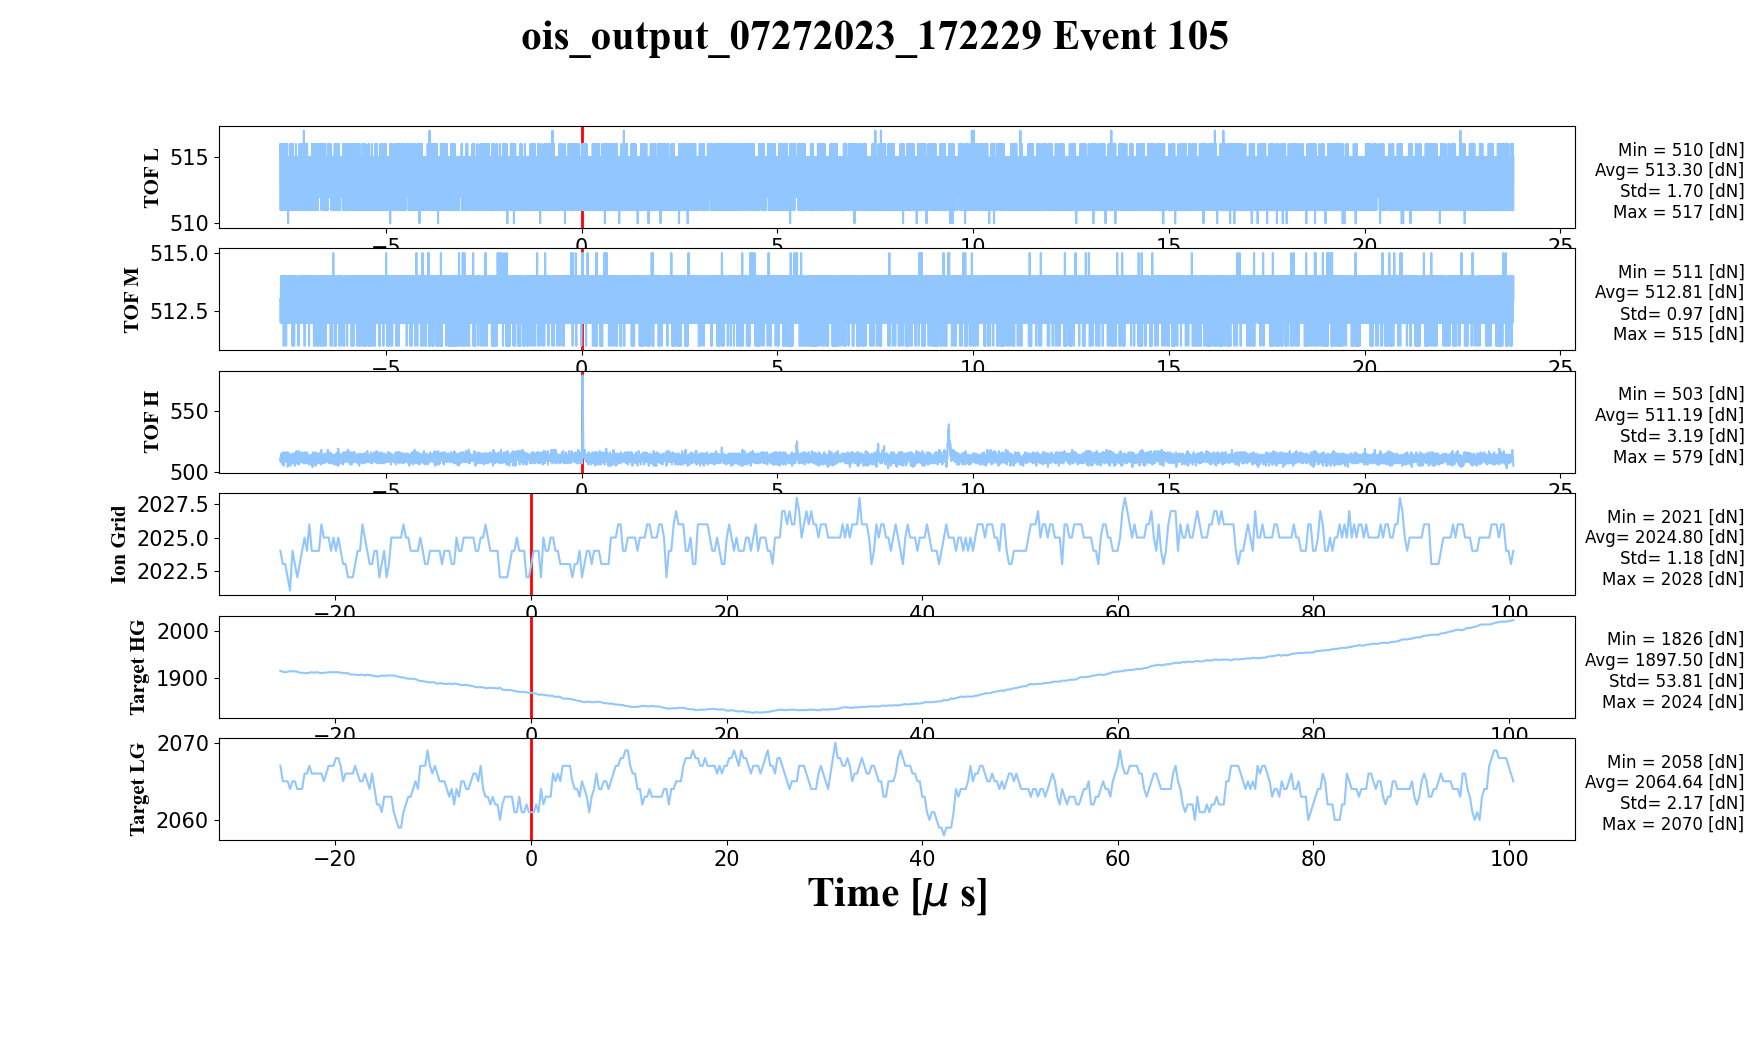 ois_output_07272023_172229 Event 105
TOF L
515
510
Min = 510 [dN]
Avg= 513.30 [dN]
Std= 1.70 [dN]
Max = 517 [dN]
−5 0 5 10 15 20 25
TOF M
515.0
512.5
Min = 511 [dN]
Avg= 512.81 [dN]
Std= 0.97 [dN]
Max = 515 [dN]
−5 0 5 10 15 20 25
TOF H
550
500
Min = 503 [dN]
Avg= 511.19 [dN]
Std= 3.19 [dN]
Max = 579 [dN]
−5 0 5 10 15 20 25
Ion Grid
2027.5
2025.0
2022.5
Min = 2021 [dN]
Avg= 2024.80 [dN]
Std= 1.18 [dN]
Max = 2028 [dN]
−20 0 20 40 60 80 100
Target HG
2000
1900
Min = 1826 [dN]
Avg= 1897.50 [dN]
Std= 53.81 [dN]
Max = 2024 [dN]
−20 0 20 40 60 80 100
Target LG
2070
2060
Min = 2058 [dN]
Avg= 2064.64 [dN]
Std= 2.17 [dN]
Max = 2070 [dN]
−20 0 20 40 60 80 100
Time [μ s]